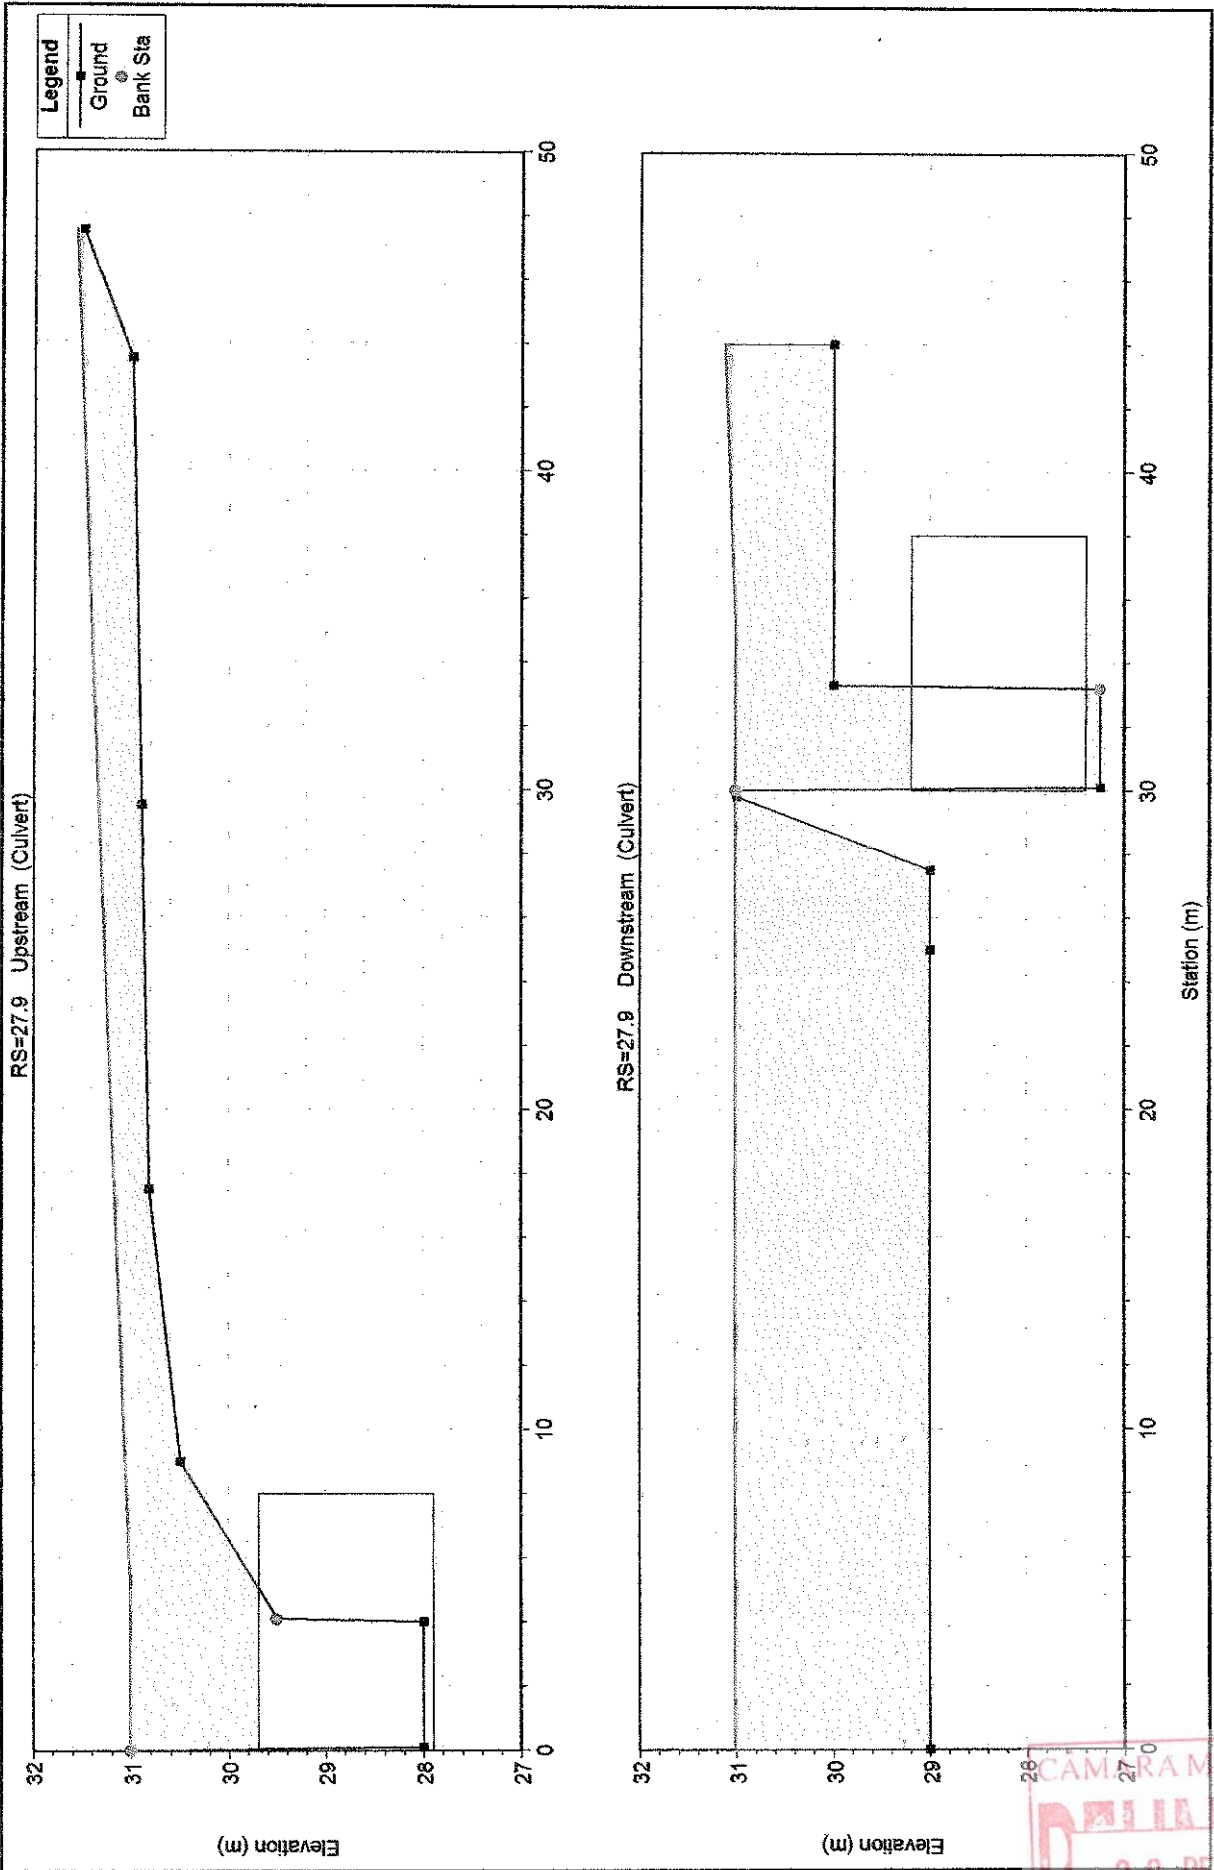 RS=27.9 Upstream (Culvert)
Legend
Ground
Bank Sta
Elevation (m)
32
31
30
29
28
27
0
10
20
30
40
50
RS=27.9 Downstream (Culvert)
Elevation (m)
32
31
30
29
28
27
0
10
20
30
40
50
Station (m)
CÂMARA M